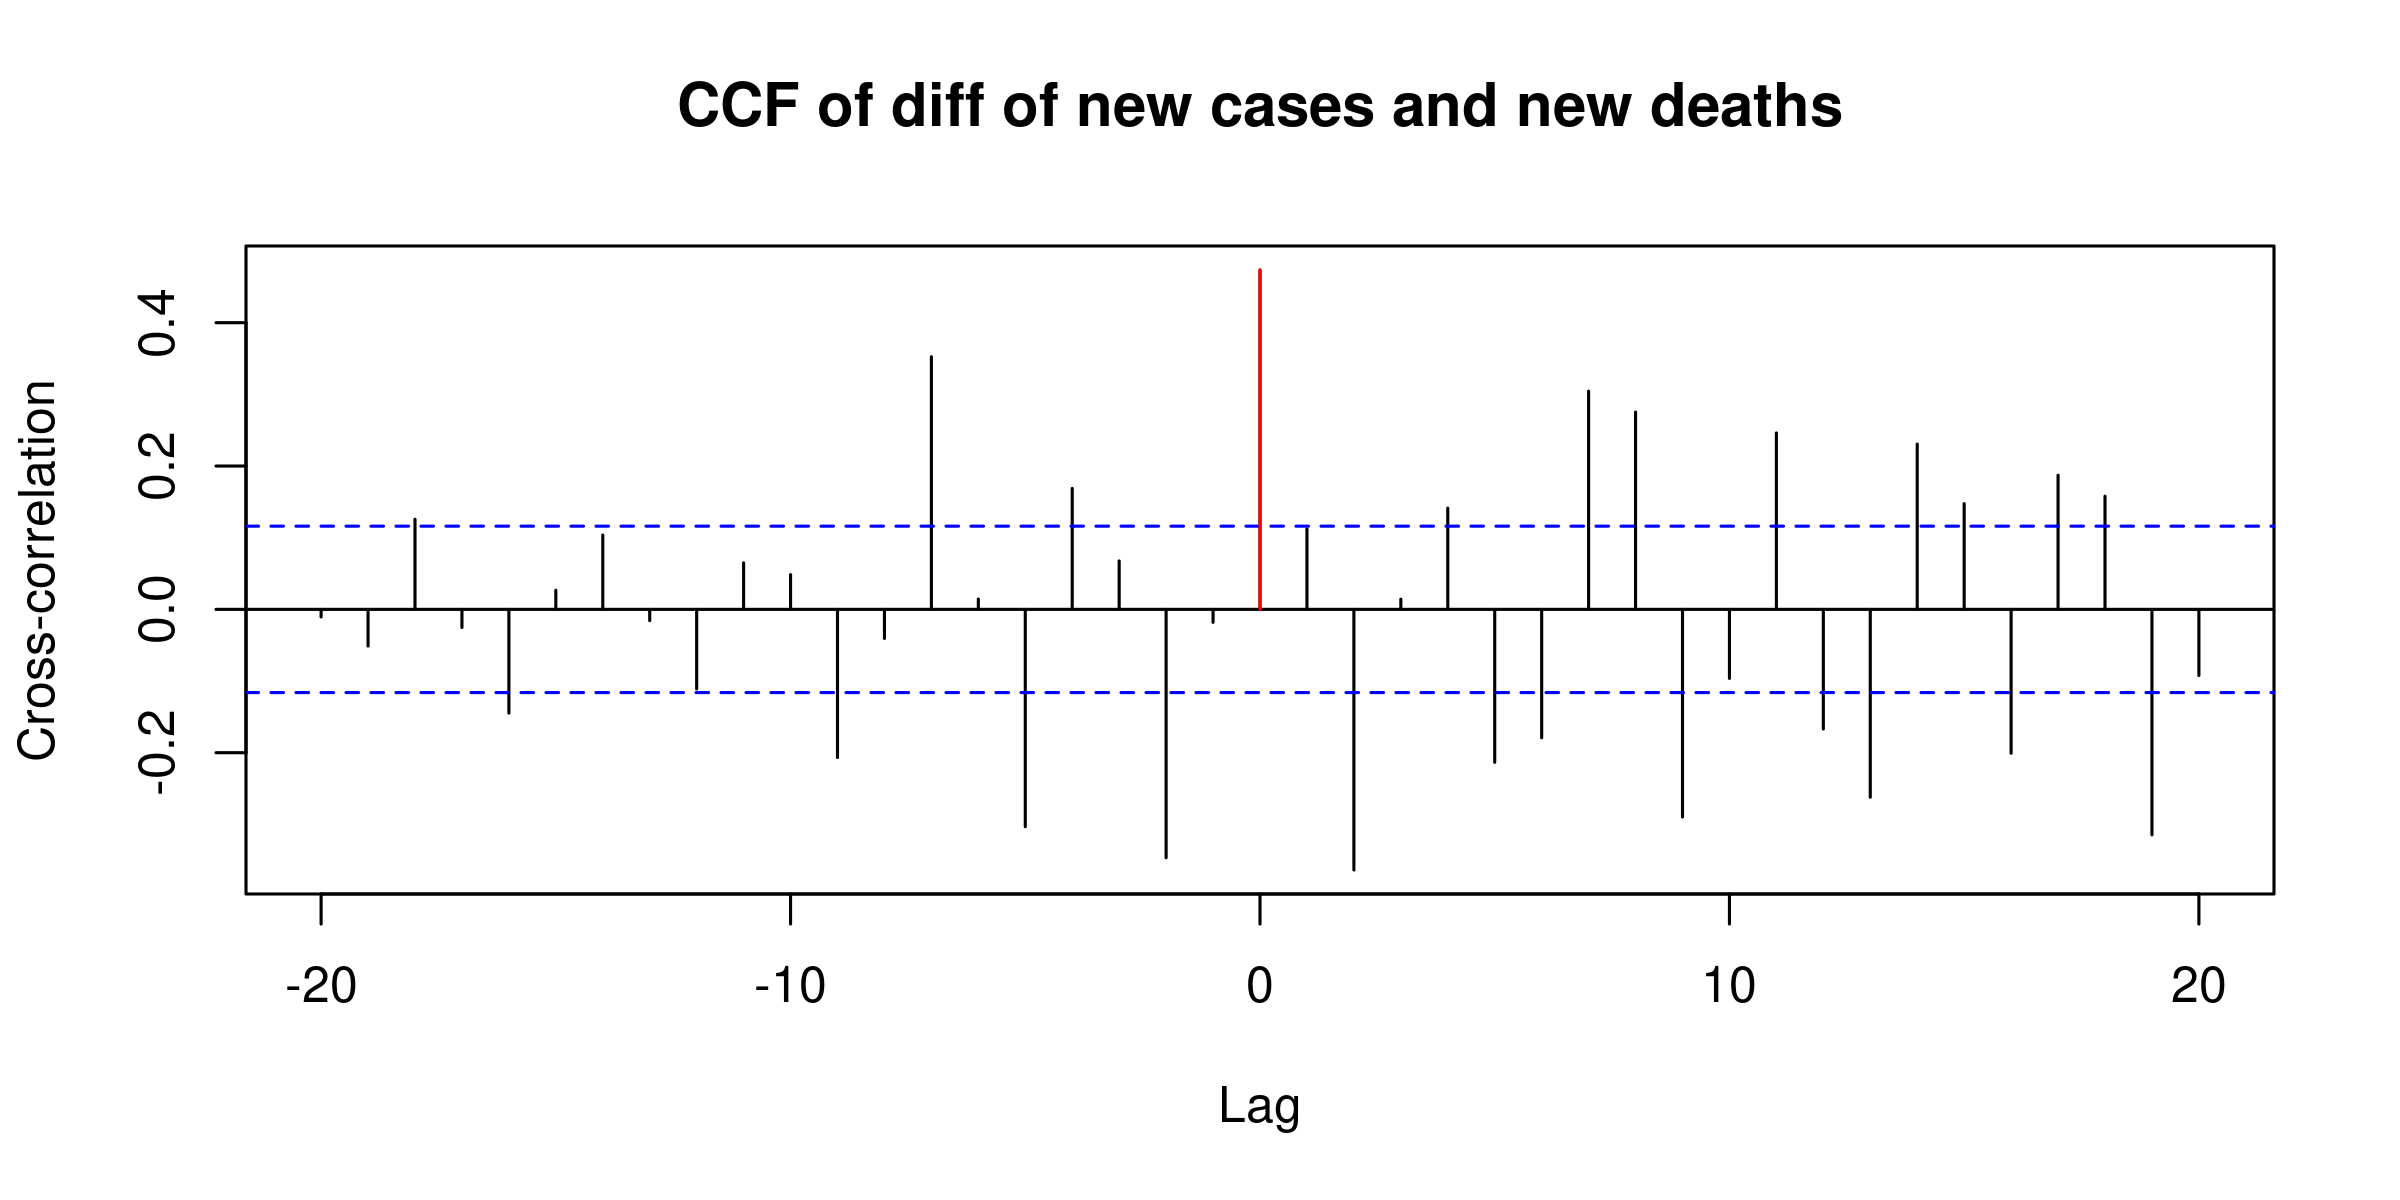 CCF of diff of new cases and new deaths
Cross-correlation
0.4
0.2
0.0
-0.2
-20 -10 0 10 20
Lag